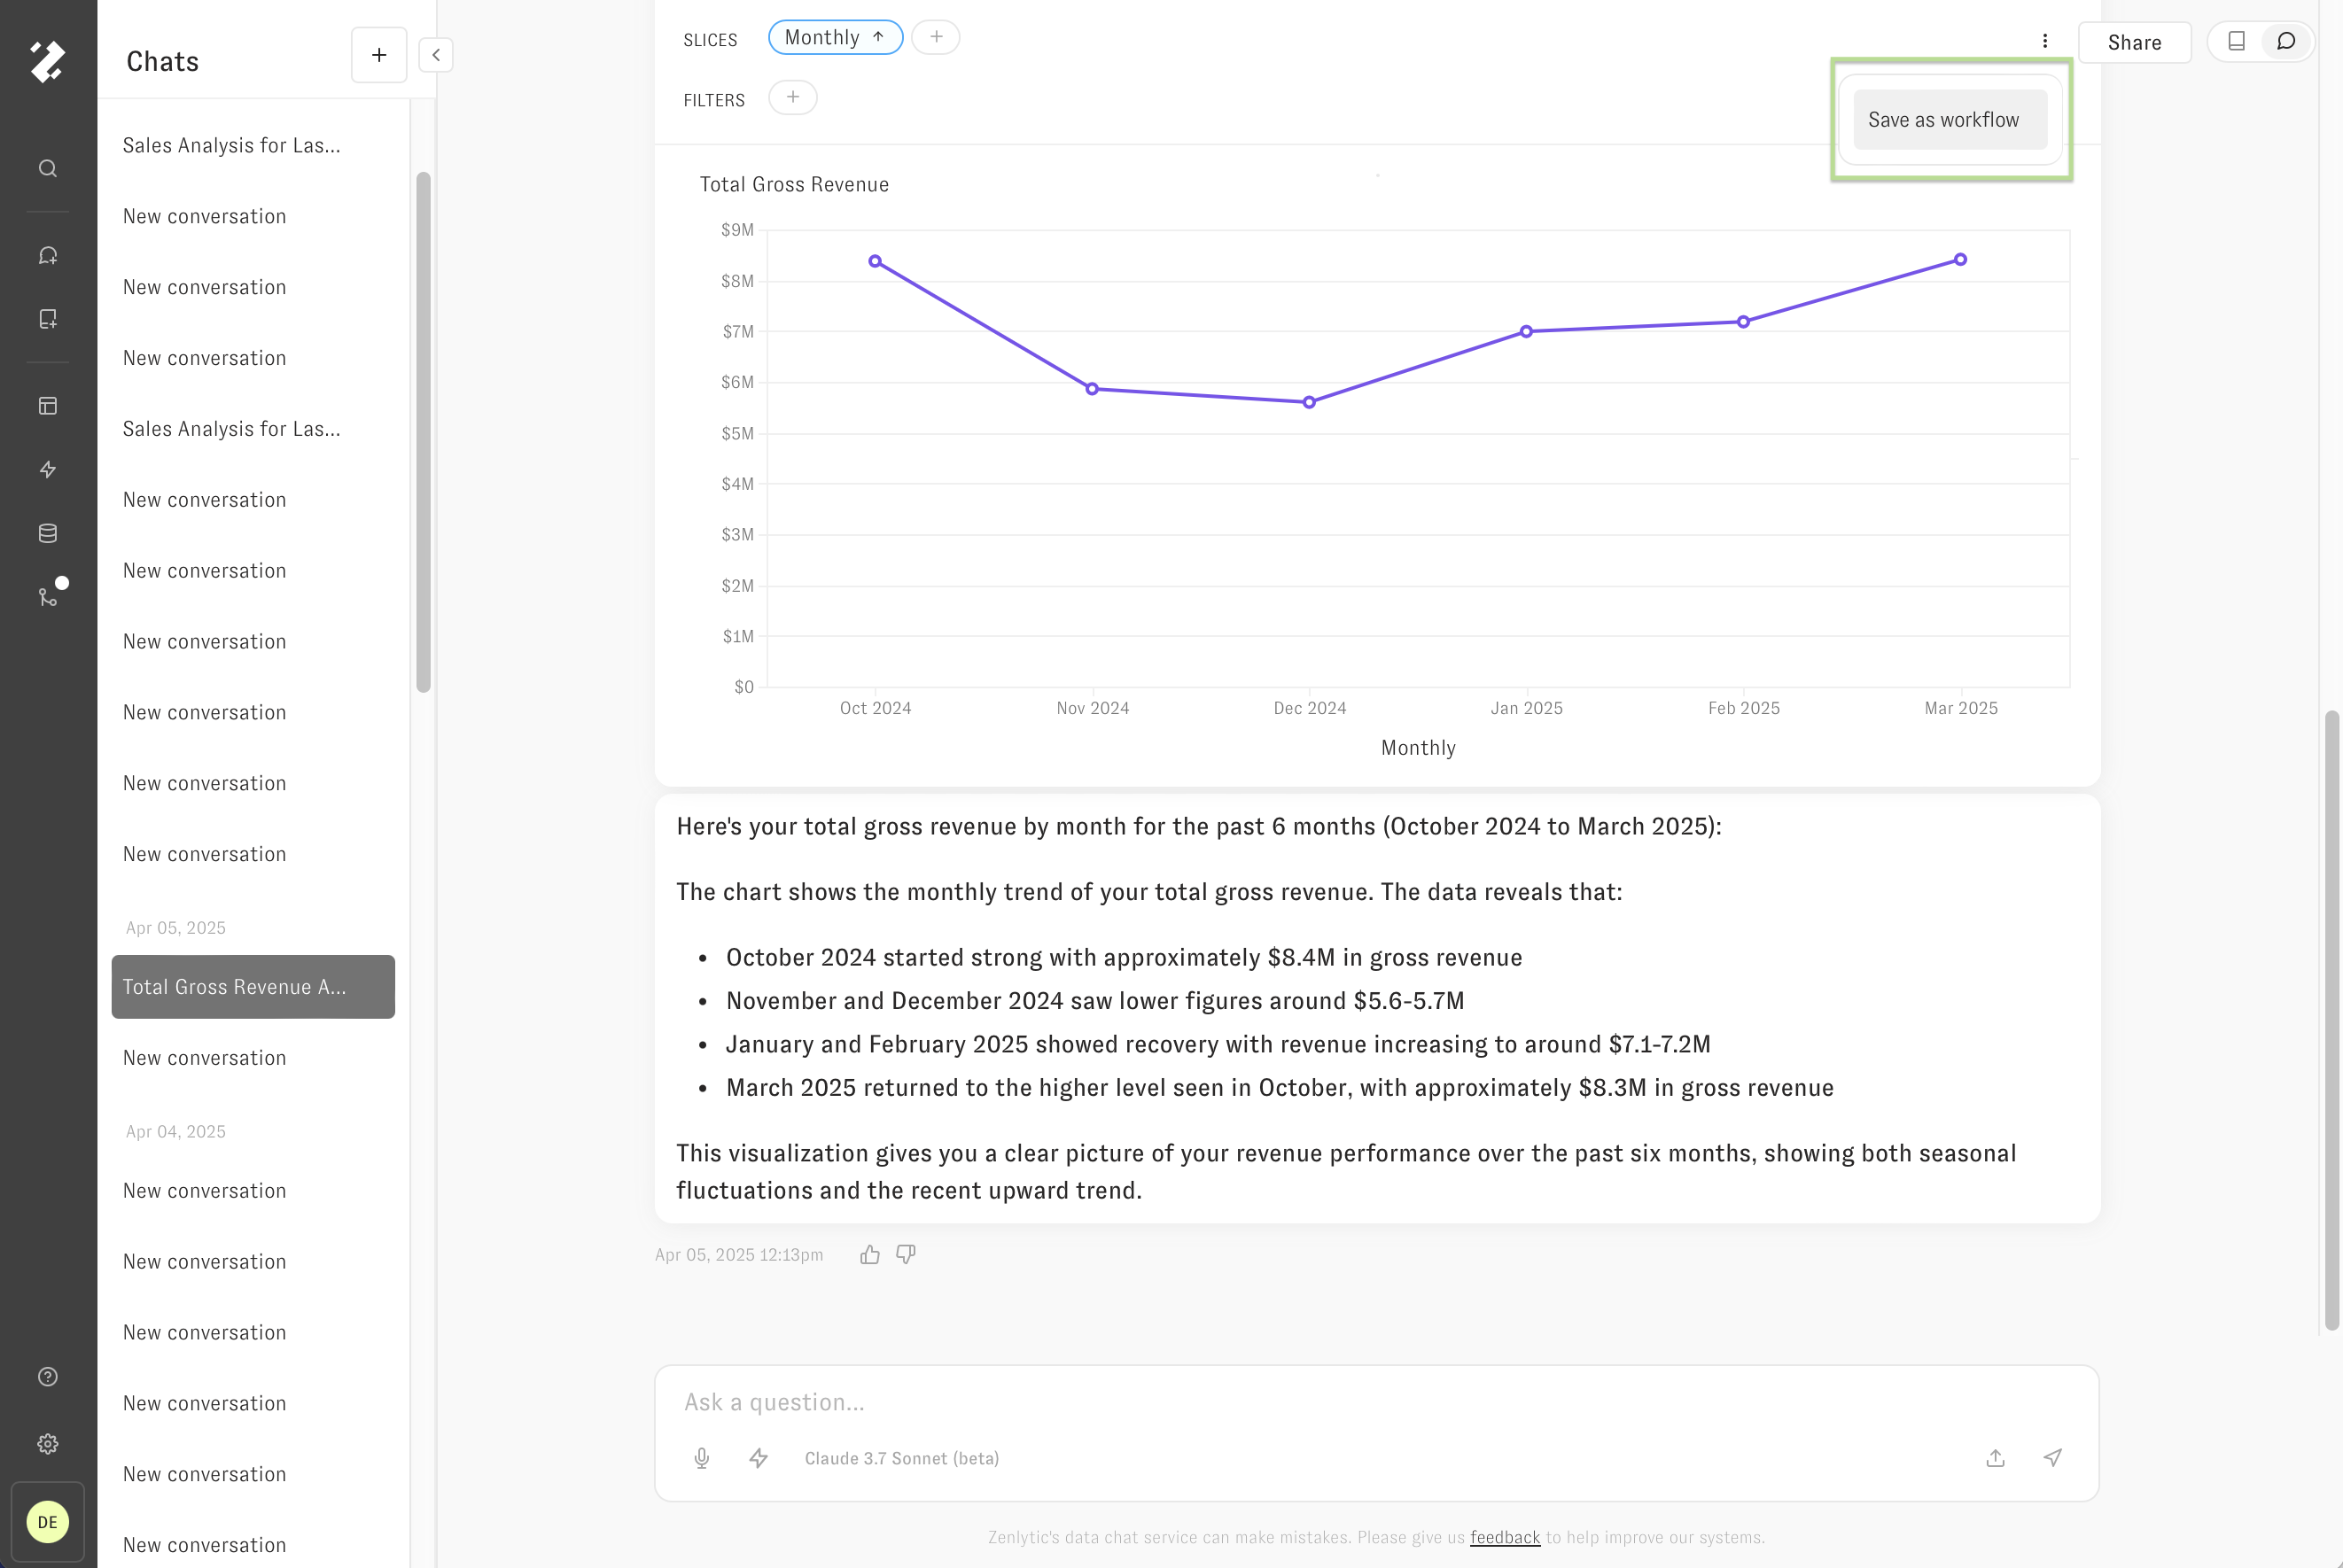 Chats
Sales Analysis for Las...
New conversation
New conversation
New conversation
Sales Analysis for Las...
New conversation
New conversation
New conversation
New conversation
New conversation
New conversation
Apr 05, 2025
Total Gross Revenue A...
New conversation
Apr 04, 2025
New conversation
New conversation
New conversation
New conversation
New conversation
New conversation
DE
SLICES
Monthly
FILTERS
Share
Save as workflow
Total Gross Revenue
$9M
$8M
$7M
$6M
$5M
$4M
$3M
$2M
$1M
$0
Oct 2024 Nov 2024 Dec 2024 Jan 2025 Feb 2025 Mar 2025
Monthly
Here's your total gross revenue by month for the past 6 months (October 2024 to March 2025):
The chart shows the monthly trend of your total gross revenue. The data reveals that:
• October 2024 started strong with approximately $8.4M in gross revenue
• November and December 2024 saw lower figures around $5.6-5.7M
• January and February 2025 showed recovery with revenue increasing to around $7.1-7.2M
• March 2025 returned to the higher level seen in October, with approximately $8.3M in gross revenue
This visualization gives you a clear picture of your revenue performance over the past six months, showing both seasonal
fluctuations and the recent upward trend.
Apr 05, 2025 12:13pm
Ask a question...
Claude 3.7 Sonnet (beta)
Zenlytic's data chat service can make mistakes. Please give us feedback to help improve our systems.